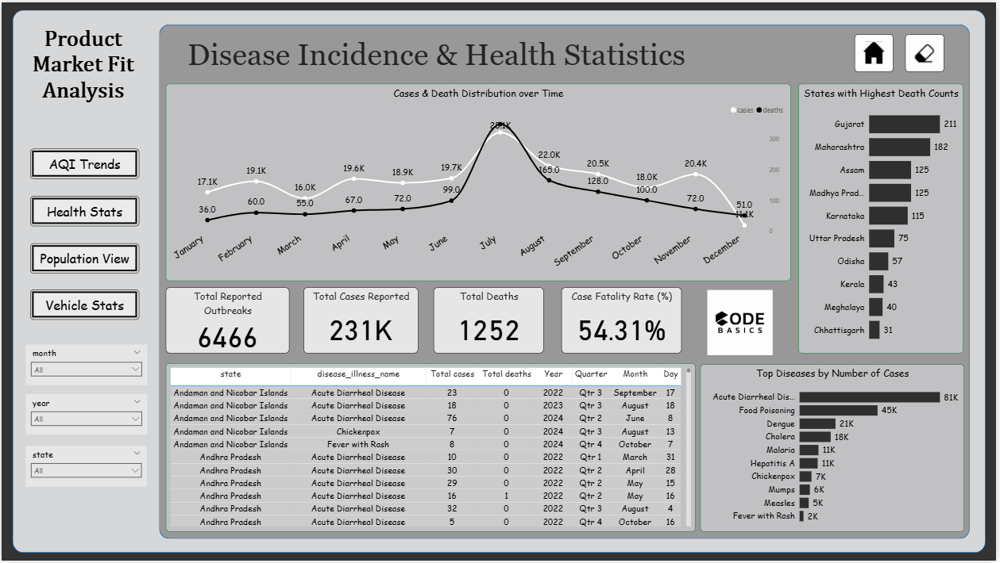 Product
Market Fit
Analysis
AQI Trends
Health Stats
Population View
Vehicle Stats
month
All
year
All
state
All
Disease Incidence & Health Statistics
Cases & Death Distribution over Time
cases deaths
300
200
100
0
17.1K 19.1K 16.0K 19.6K 18.9K 19.7K 28.1K 22.0K 20.5K 18.0K 20.4K 11.1K
36.0 60.0 55.0 67.0 72.0 99.0 165.0 128.0 100.0 72.0 51.0
January February March April May June July August September October November December
States with Highest Death Counts
Gujarat 211
Maharashtra 182
Assam 125
Madhya Prad... 125
Karnataka 115
Uttar Pradesh 75
Odisha 57
Kerala 43
Meghalaya 40
Chhattisgarh 31
Total Reported
Outbreaks
6466
Total Cases Reported
231K
Total Deaths
1252
Case Fatality Rate (%)
54.31%
CODE
BASICS
state disease_illness_name Total cases Total deaths Year Quarter Month Day
Andaman and Nicobar Islands Acute Diarrheal Disease 23 0 2022 Qtr 3 September 17
Andaman and Nicobar Islands Acute Diarrheal Disease 18 0 2023 Qtr 3 August 18
Andaman and Nicobar Islands Acute Diarrheal Disease 76 0 2024 Qtr 2 June 8
Andaman and Nicobar Islands Chickenpox 7 0 2024 Qtr 3 August 13
Andaman and Nicobar Islands Fever with Rash 8 0 2024 Qtr 4 October 7
Andhra Pradesh Acute Diarrheal Disease 10 0 2022 Qtr 1 March 31
Andhra Pradesh Acute Diarrheal Disease 30 0 2022 Qtr 2 April 28
Andhra Pradesh Acute Diarrheal Disease 29 0 2022 Qtr 2 May 15
Andhra Pradesh Acute Diarrheal Disease 16 1 2022 Qtr 2 May 16
Andhra Pradesh Acute Diarrheal Disease 32 0 2022 Qtr 3 August 4
Andhra Pradesh Acute Diarrheal Disease 5 0 2022 Qtr 4 October 16
Top Diseases by Number of Cases
Acute Diarrheal Dis... 81K
Food Poisoning 45K
Dengue 21K
Cholera 18K
Malaria 11K
Hepatitis A 11K
Chickenpox 7K
Mumps 6K
Measles 5K
Fever with Rash 2K